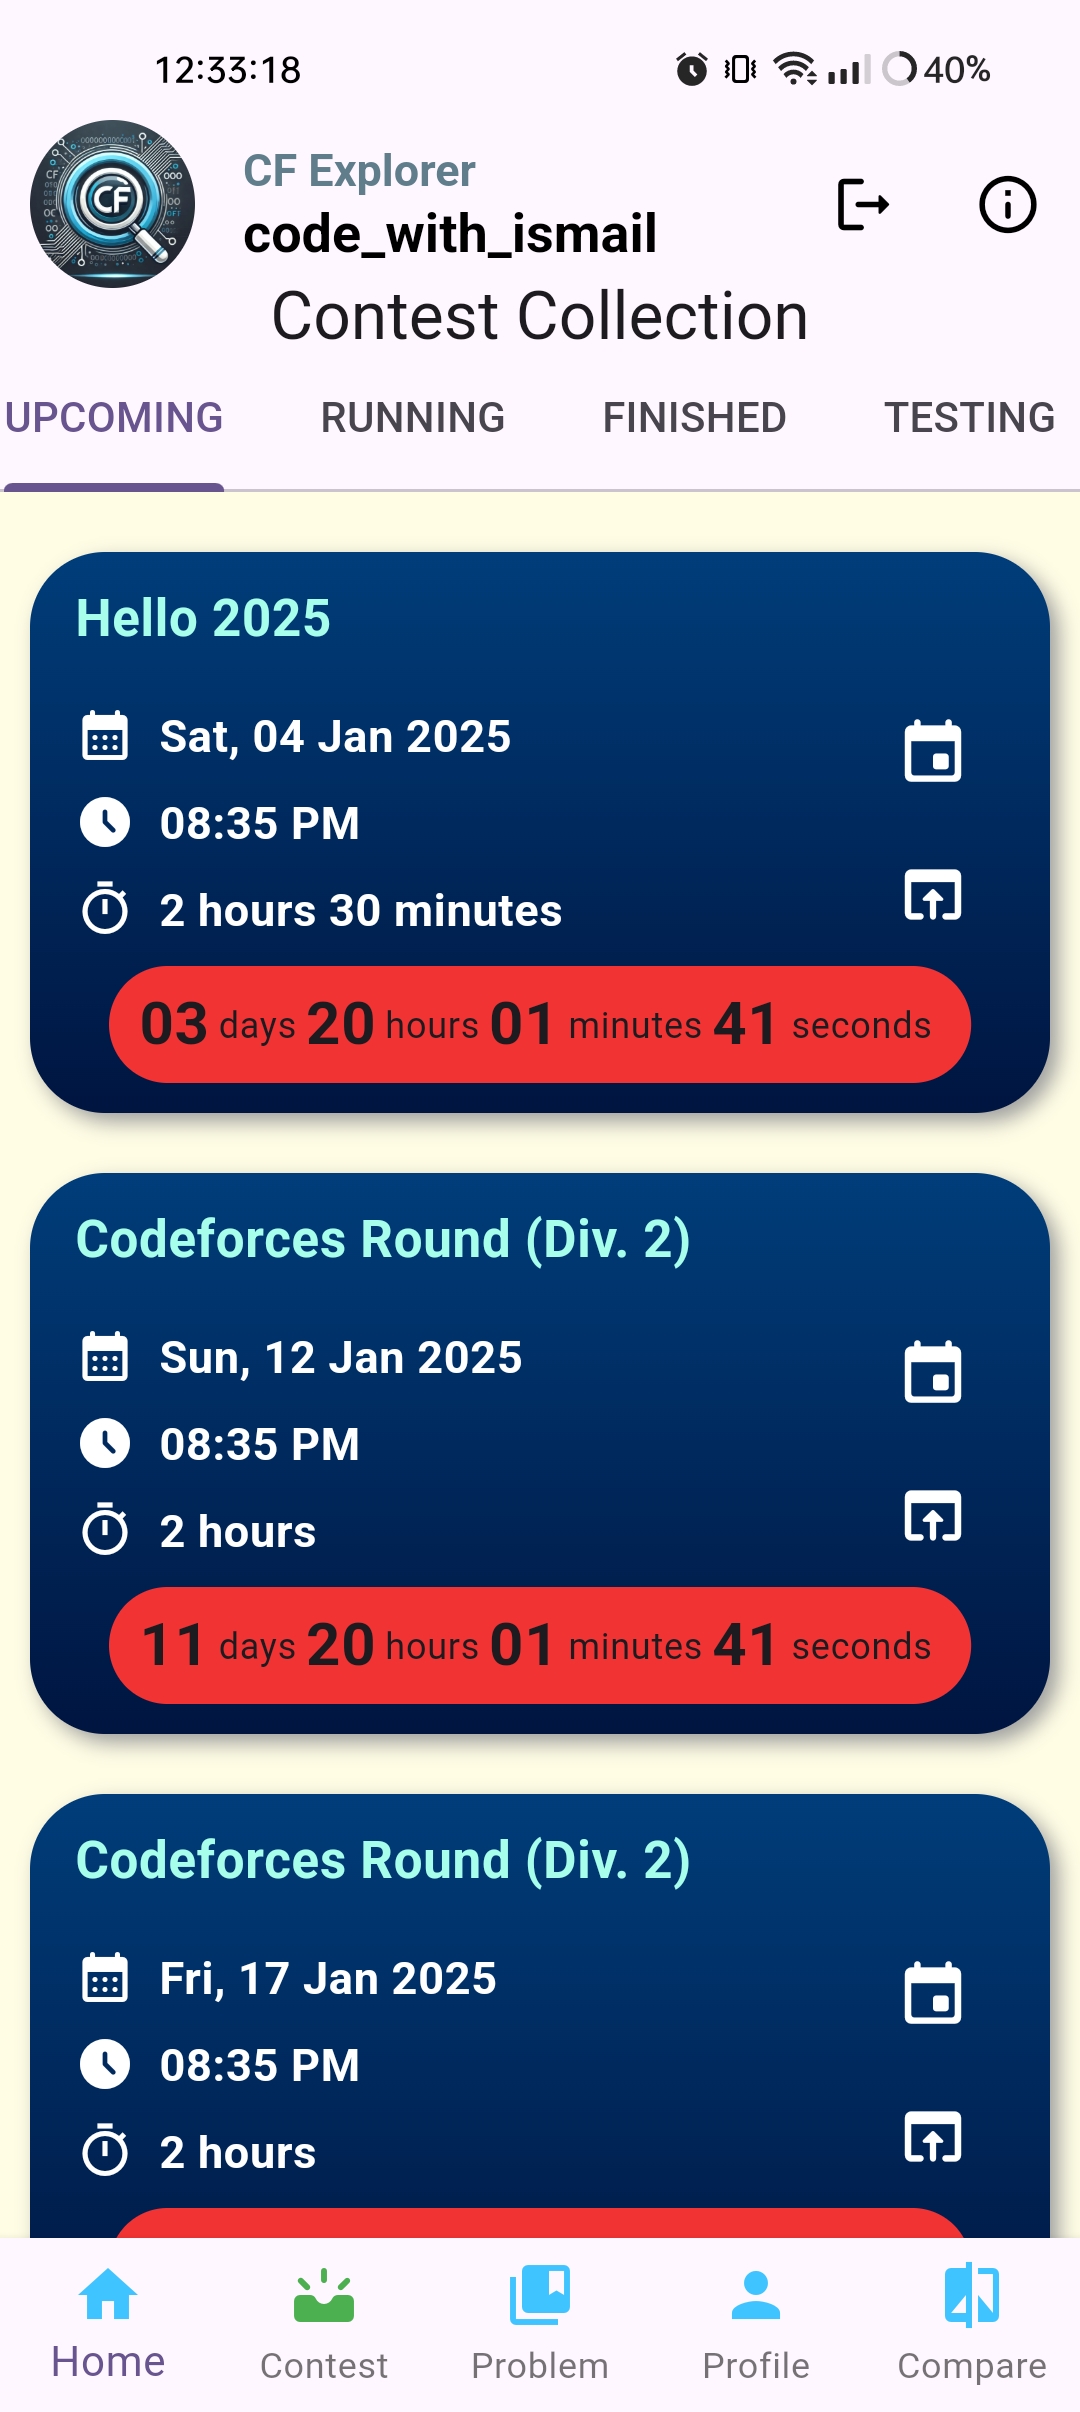 12:33:18
40%
CF Explorer
code_with_ismail
Contest Collection
UPCOMING RUNNING FINISHED TESTING
Hello 2025
Sat, 04 Jan 2025
08:35 PM
2 hours 30 minutes
03 days 20 hours 01 minutes 41 seconds
Codeforces Round (Div. 2)
Sun, 12 Jan 2025
08:35 PM
2 hours
11 days 20 hours 01 minutes 41 seconds
Codeforces Round (Div. 2)
Fri, 17 Jan 2025
08:35 PM
2 hours
Home Contest Problem Profile Compare